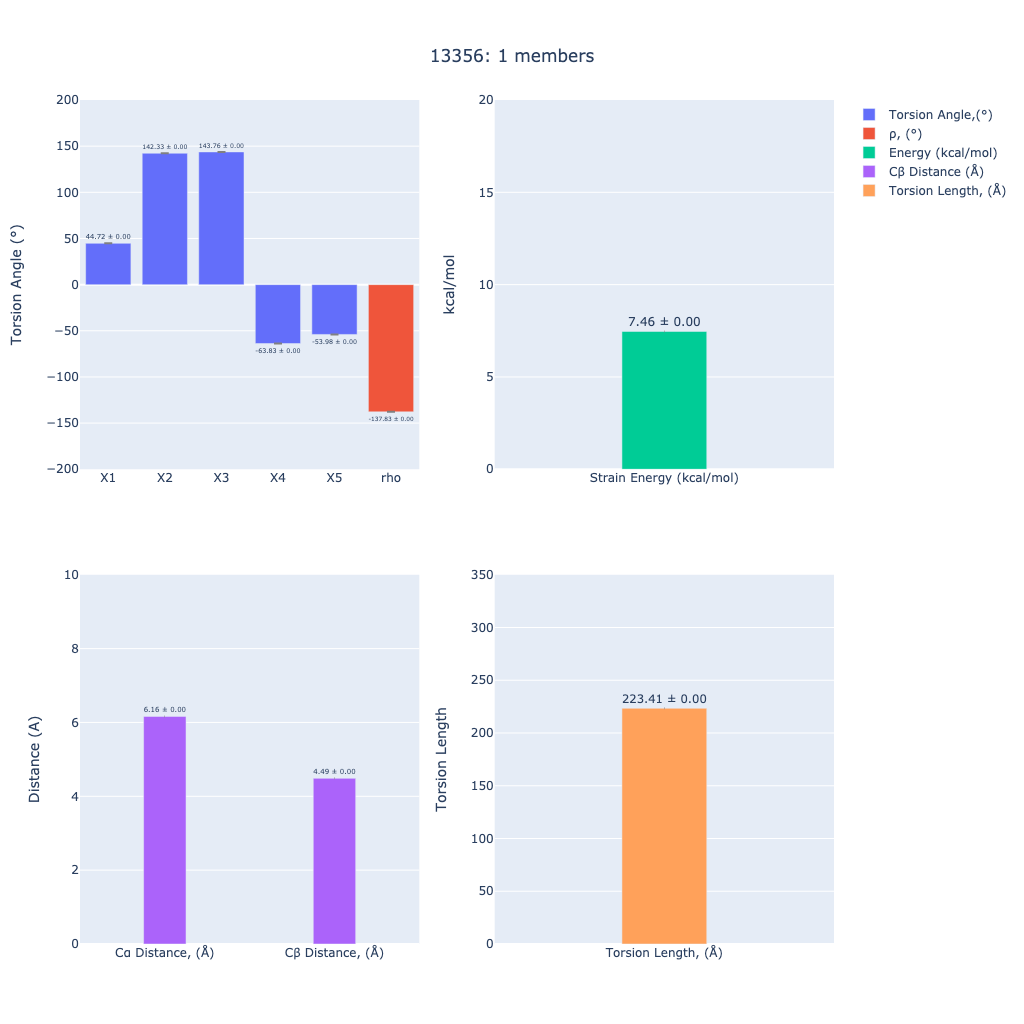 13356: 1 members
Torsion Angle (°)
200
150
100
50
0
−50
−100
−150
−200
44.72 ± 0.00
142.33 ± 0.00
143.76 ± 0.00
-63.83 ± 0.00
-53.98 ± 0.00
-137.83 ± 0.00
X1 X2 X3 X4 X5 rho
kcal/mol
20
15
10
5
0
7.46 ± 0.00
Strain Energy (kcal/mol)
Torsion Angle,(°)
ρ, (°)
Energy (kcal/mol)
Cβ Distance (Å)
Torsion Length, (Å)
Distance (A)
10
8
6
4
2
0
6.16 ± 0.00
4.49 ± 0.00
Cα Distance, (Å) Cβ Distance, (Å)
Torsion Length
350
300
250
200
150
100
50
0
223.41 ± 0.00
Torsion Length, (Å)